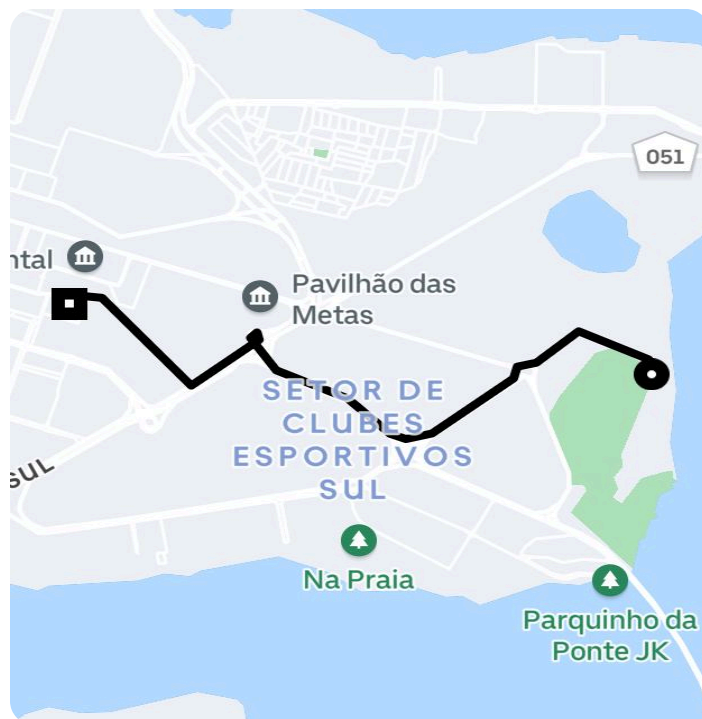 051
ntal
Pavilhão das
Metas
SETOR DE
CLUBES
ESPORTIVOS
SUL
SUL
Na Praia
Parquinho da
Ponte JK